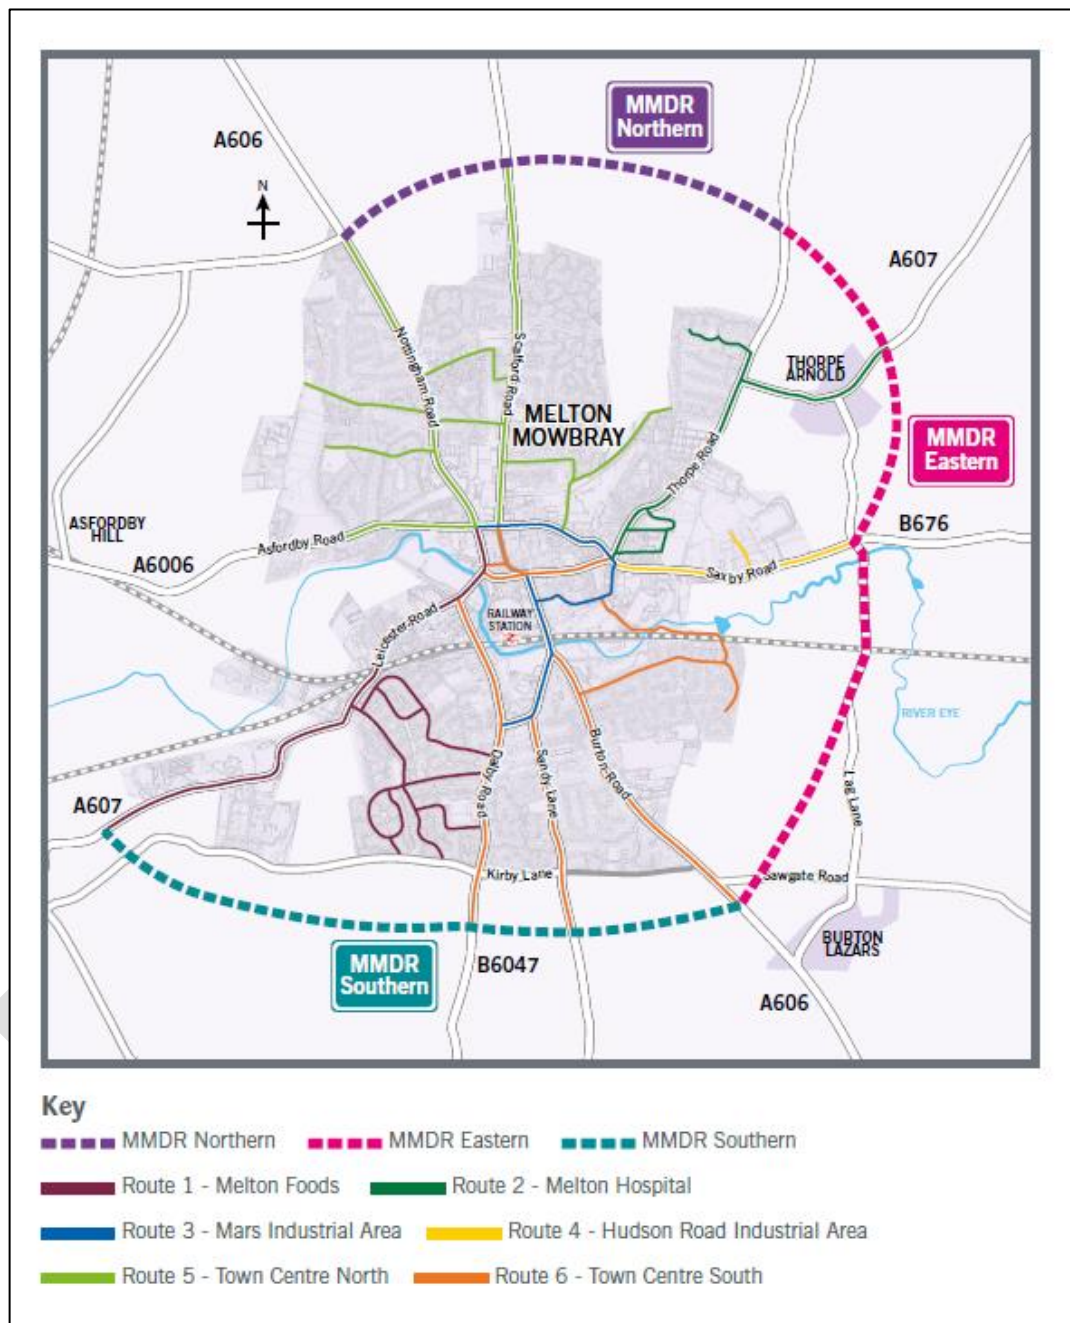 MMDR
Northern
A606
N
A607
Nottingham Road
Scalford Road
THORPE
ARNOLD
MELTON
MOWBRAY
MMDR
Eastern
Thorpe Road
ASFORDBY
HILL
B676
Asfordby Road
A6006
Saxby Road
RAILWAY
STATION
Leicester Road
RIVER EYE
Dalby Road
Sandy Lane
Burton Road
Lag Lane
A607
Kirby Lane
Sawgate Road
BURTON
LAZARS
MMDR
Southern
B6047
A606
Key
MMDR Northern MMDR Eastern MMDR Southern
Route 1 - Melton Foods Route 2 - Melton Hospital
Route 3 - Mars Industrial Area Route 4 - Hudson Road Industrial Area
Route 5 - Town Centre North Route 6 - Town Centre South